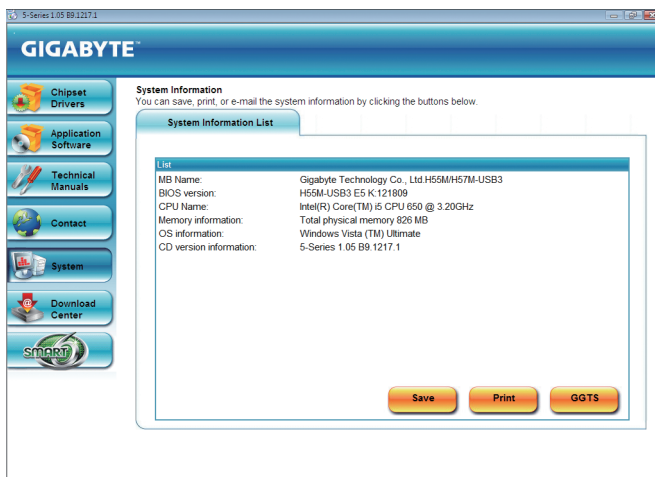 5-Series 1.05 B9.1217.1
GIGABYTE™
Chipset
Drivers
Application
Software
Technical
Manuals
Contact
System
Download
Center
SMART 6
System Information
You can save, print, or e-mail the system information by clicking the buttons below.
System Information List
List
MB Name: Gigabyte Technology Co., Ltd.H55M/H57M-USB3
BIOS version: H55M-USB3 E5 K:121809
CPU Name: Intel(R) Core(TM) i5 CPU 650 @ 3.20GHz
Memory information: Total physical memory 826 MB
OS information: Windows Vista (TM) Ultimate
CD version information: 5-Series 1.05 B9.1217.1
Save Print GGTS